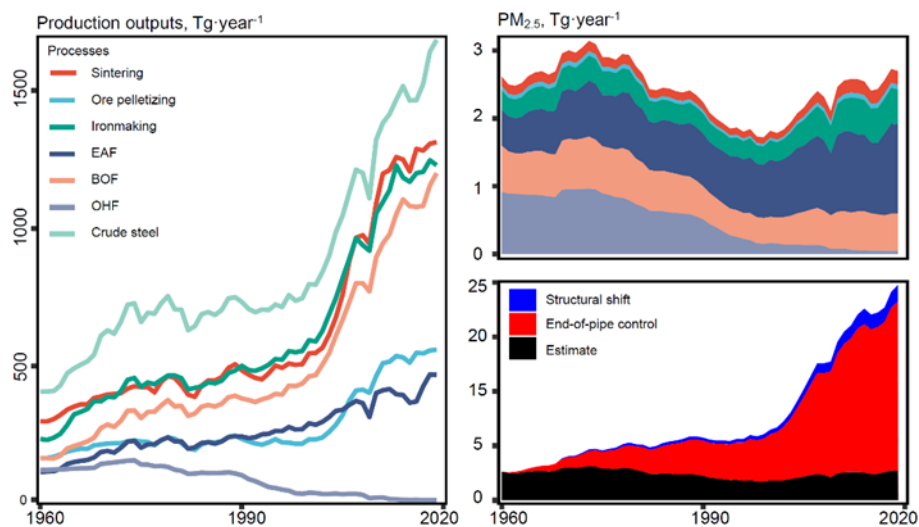 Production outputs, Tg·year⁻¹
Processes
Sintering
Ore pelletizing
Ironmaking
EAF
BOF
OHF
Crude steel
1500
1000
500
0
1960
1990
2020
PM₂.₅, Tg·year⁻¹
3
2
1
0
25
20
15
5
0
Structural shift
End-of-pipe control
Estimate
1960
1990
2020